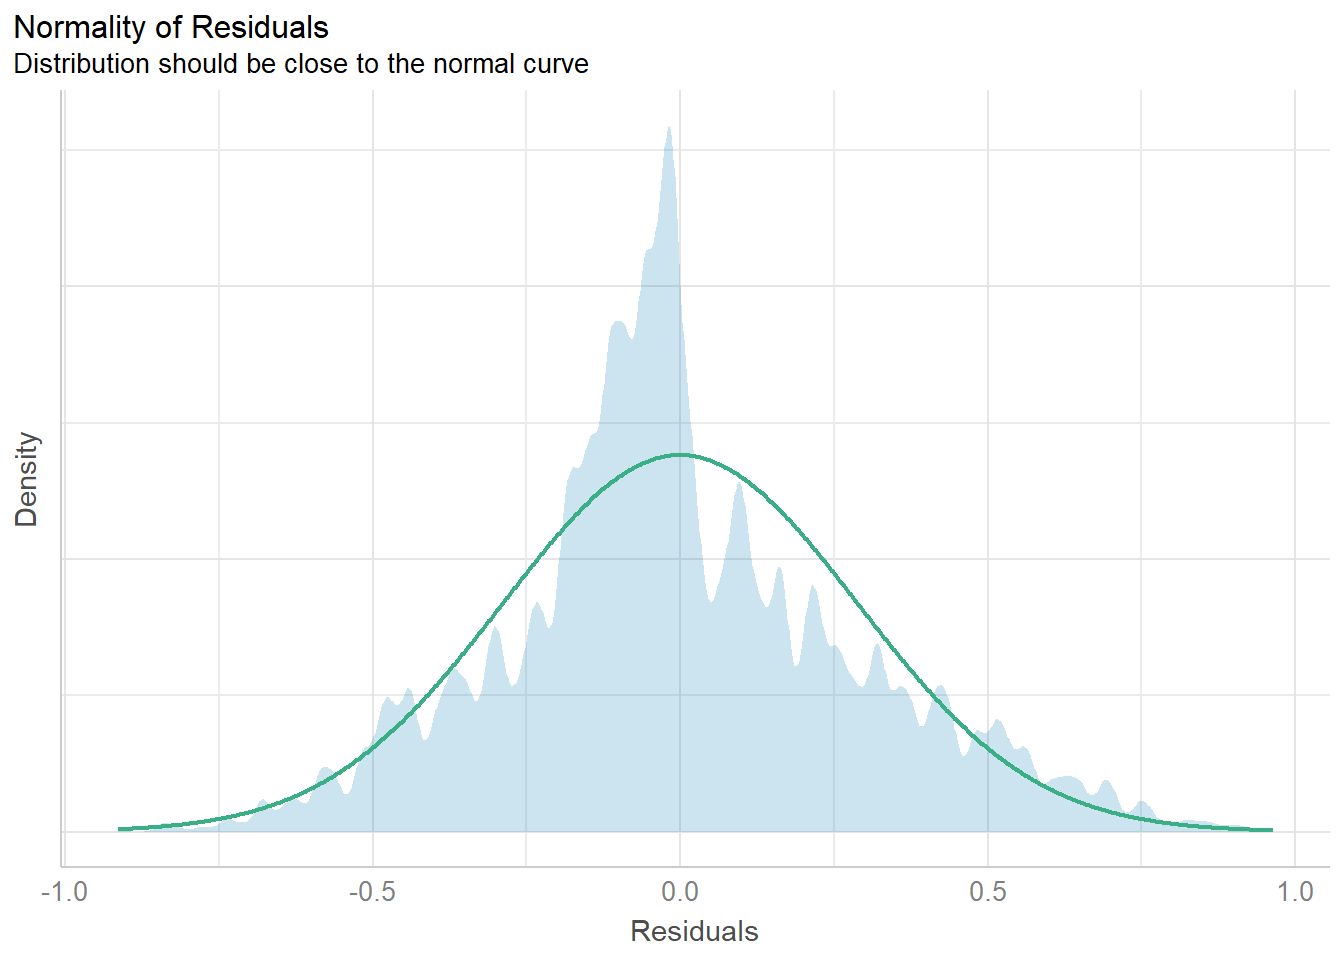 Normality of Residuals
Distribution should be close to the normal curve
Density
-1.0 -0.5 0.0 0.5 1.0
Residuals